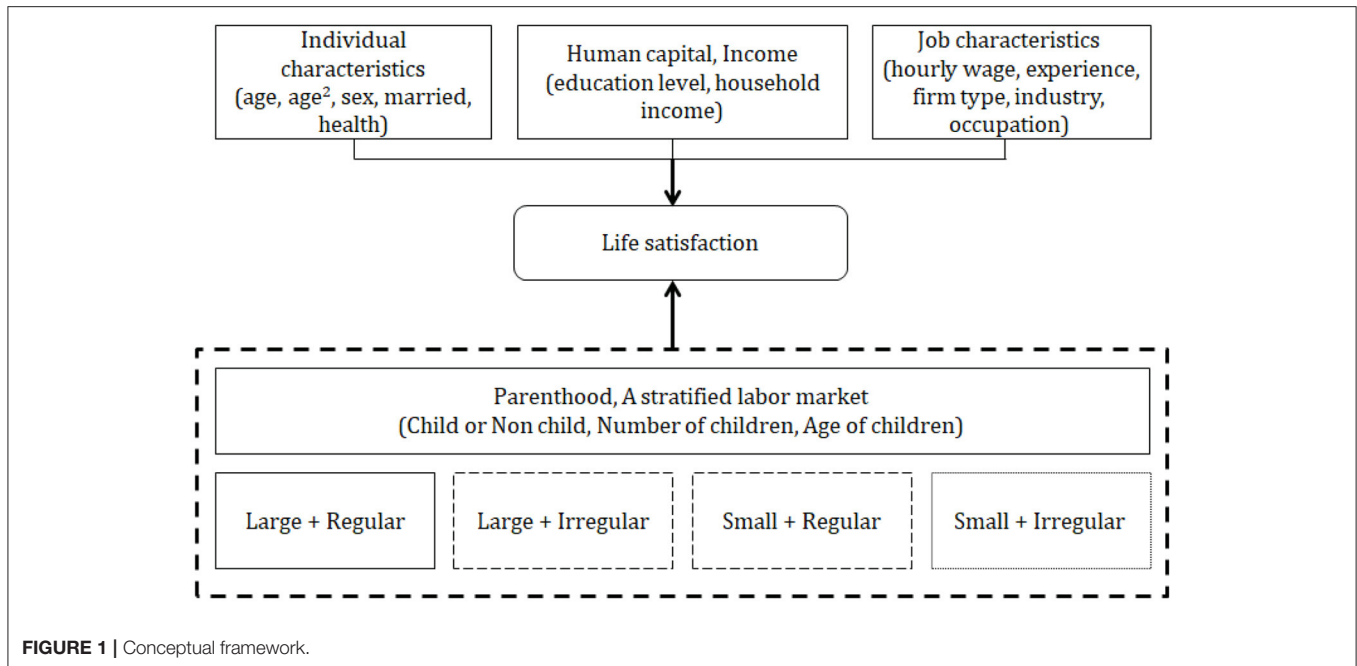 Individual
characteristics
(age, age², sex, married,
health)
Human capital, Income
(education level, household
income)
Job characteristics
(hourly wage, experience,
firm type, industry,
occupation)
Life satisfaction
Parenthood, A stratified labor market
(Child or Non child, Number of children, Age of children)
Large + Regular
Large + Irregular
Small + Regular
Small + Irregular
FIGURE 1 | Conceptual framework.